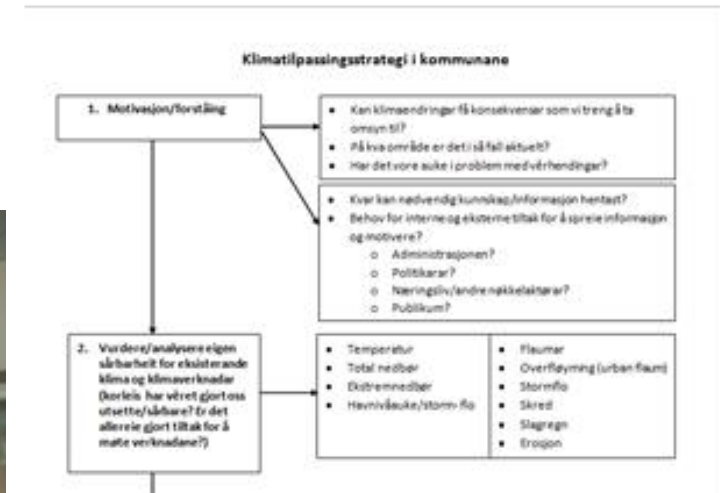 Klimatilpassingsstrategi i kommunane
1. Motivasjon/forståing
• Kan klimaendringar få konsekvensar som vi treng å ta
omsyn til?
• På kva område er det i så fall aktuelt?
• Har det vore auke i problem med vêrhendingar?
• Kvar kan nødvendig kunnskap/informasjon hentast?
• Behov for interne og eksterne tiltak for å spreie informasjon
og motivere?
o Administrasjonen?
o Politikarar?
o Næringsliv/andre nøkkelaktørar?
o Publikum?
2. Vurdere/analysere eigen
sårbarheit for eksisterande
klima og klimaverknadar
(korleis har vêret gjort oss
utsette/sårbare? Er det
allereie gjort tiltak for å
møte verknadane?)
• Temperatur
• Total nedbør
• Ekstremnedbør
• Havnivåauke/storm-flo
• Flaumar
• Overfløyming (urban flaum)
• Stormflo
• Skred
• Slagregn
• Erosjon